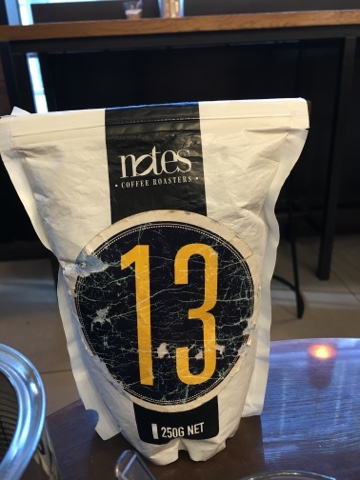 notes
• COFFEE ROASTERS •
13
250G NET